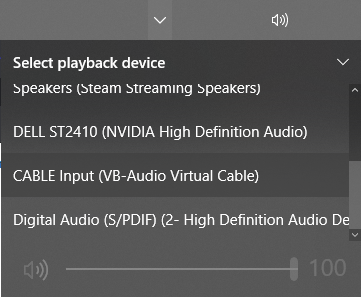 Select playback device
Speakers (Steam Streaming Speakers)
DELL ST2410 (NVIDIA High Definition Audio)
CABLE Input (VB-Audio Virtual Cable)
Digital Audio (S/PDIF) (2- High Definition Audio De
100